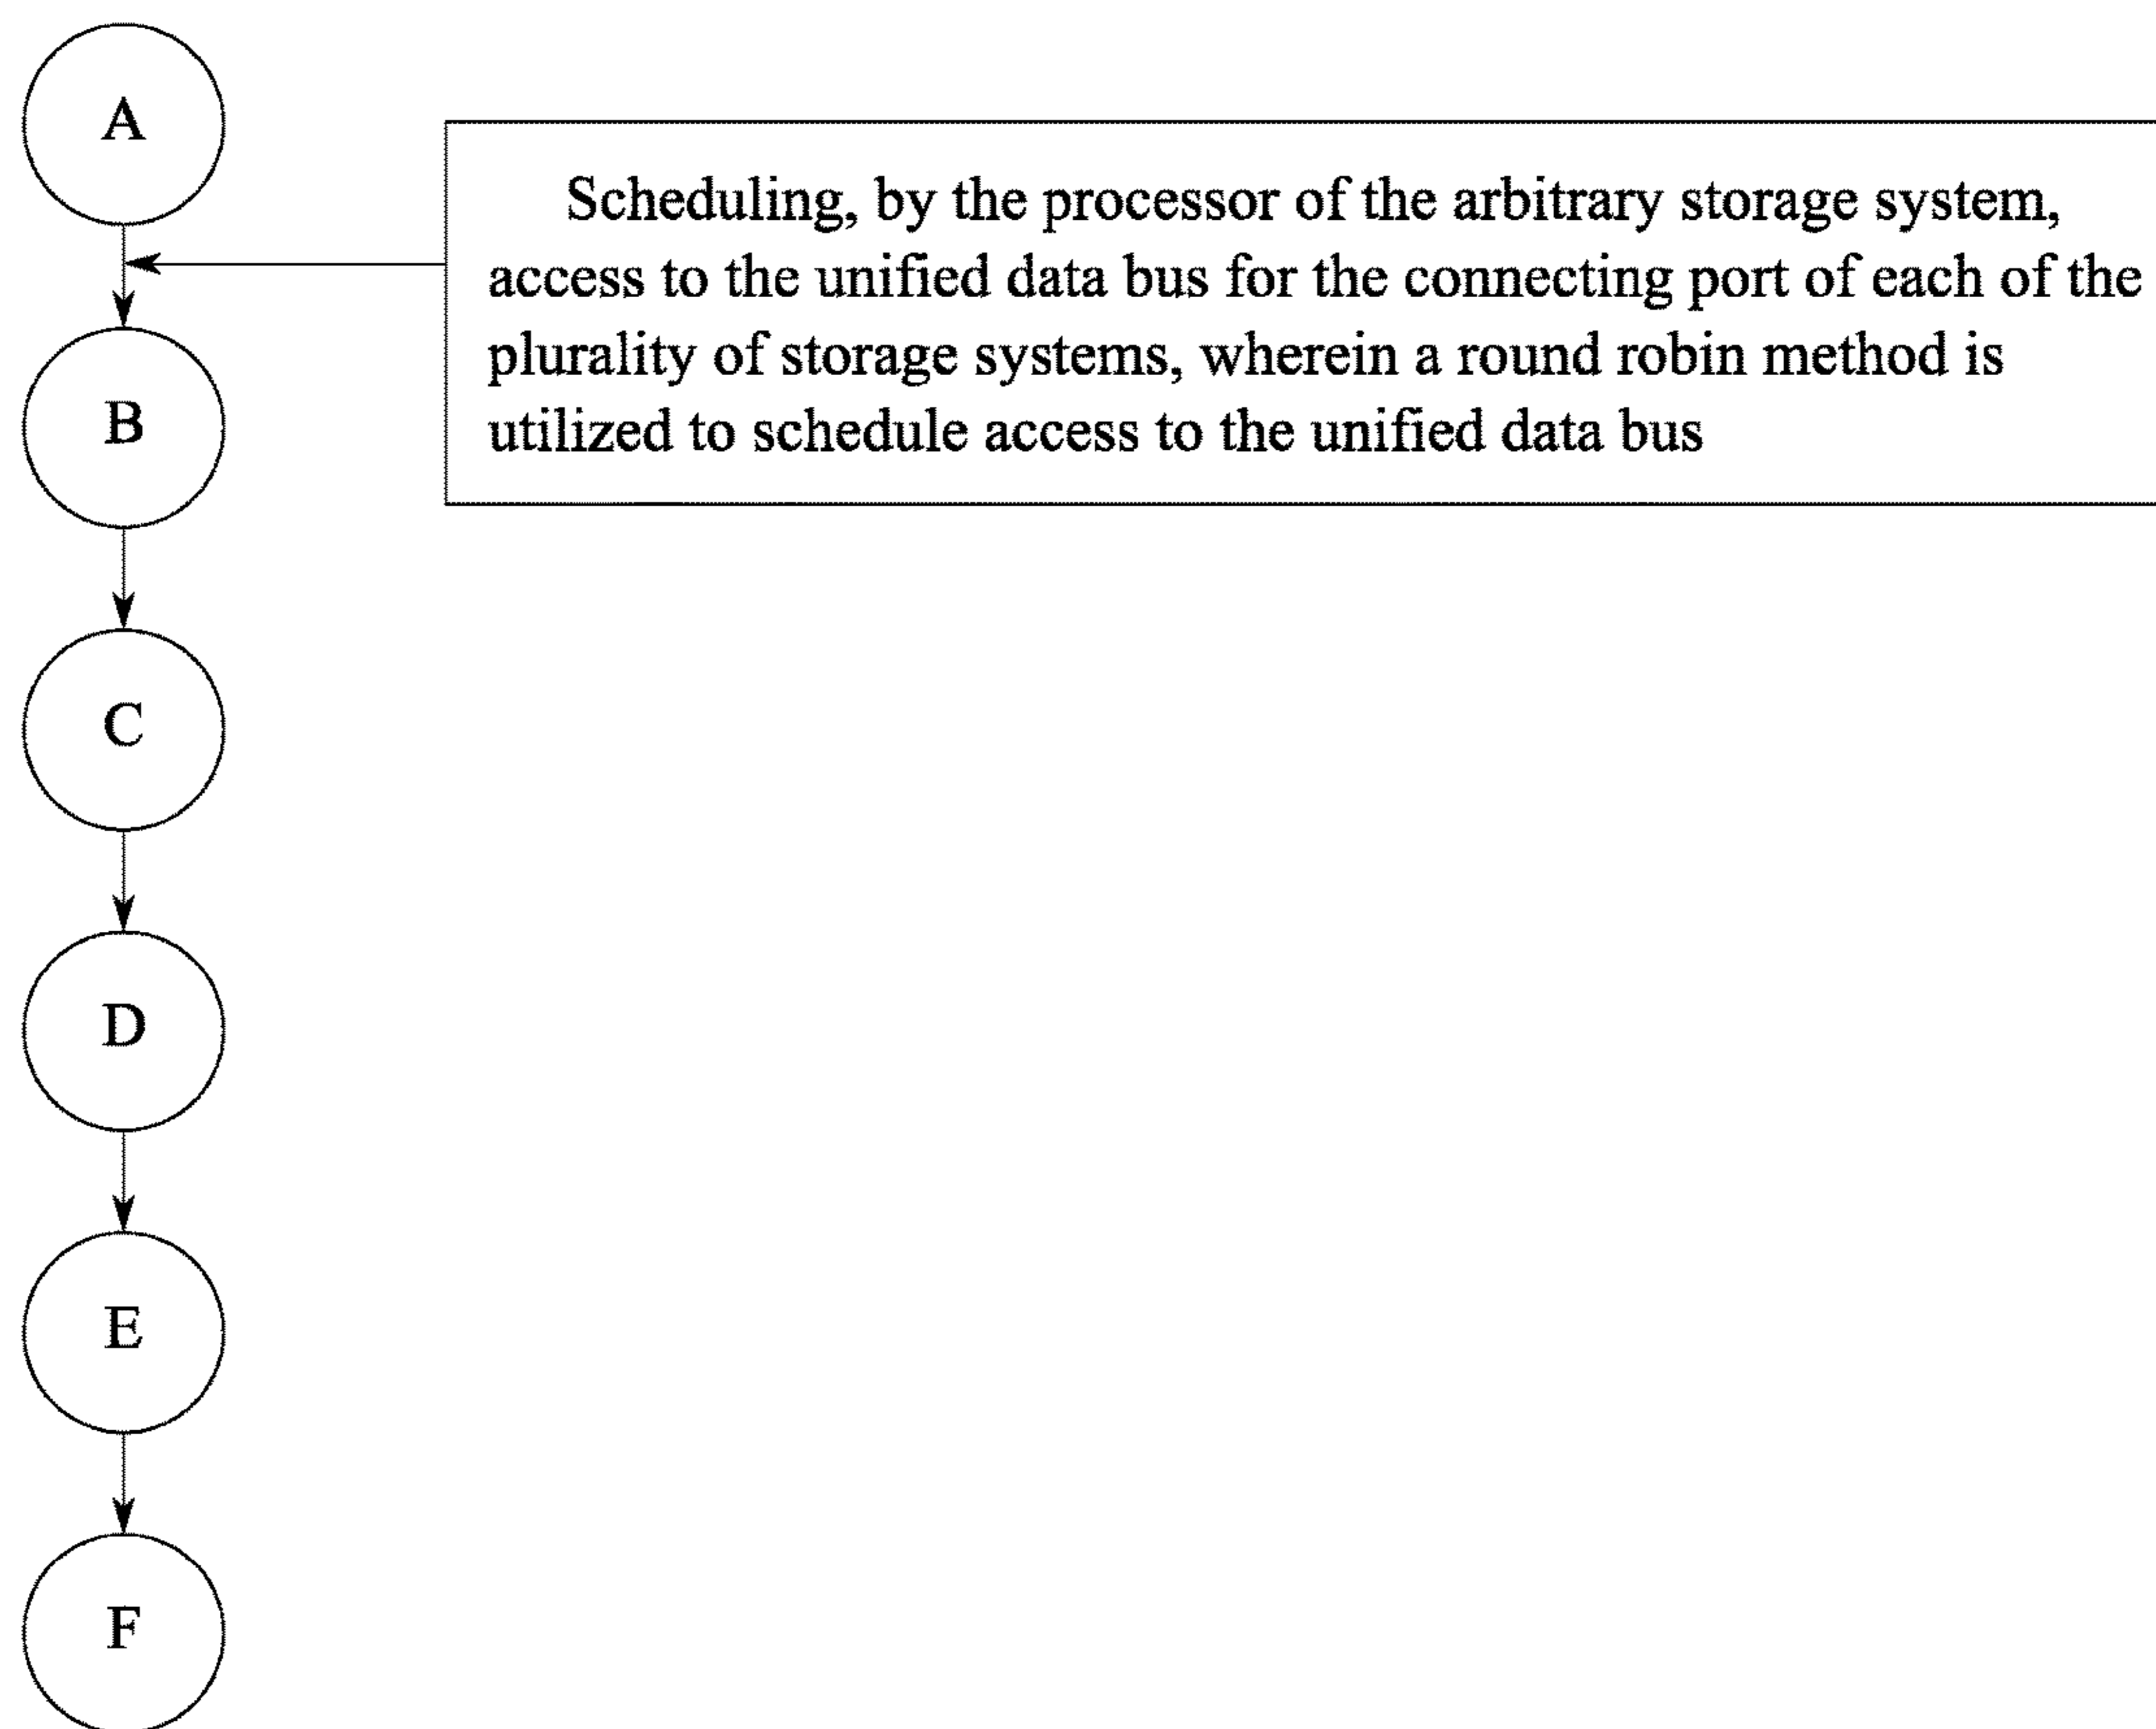 A
Scheduling, by the processor of the arbitrary storage system,
access to the unified data bus for the connecting port of each of the
plurality of storage systems, wherein a round robin method is
utilized to schedule access to the unified data bus
B
C
D
E
F